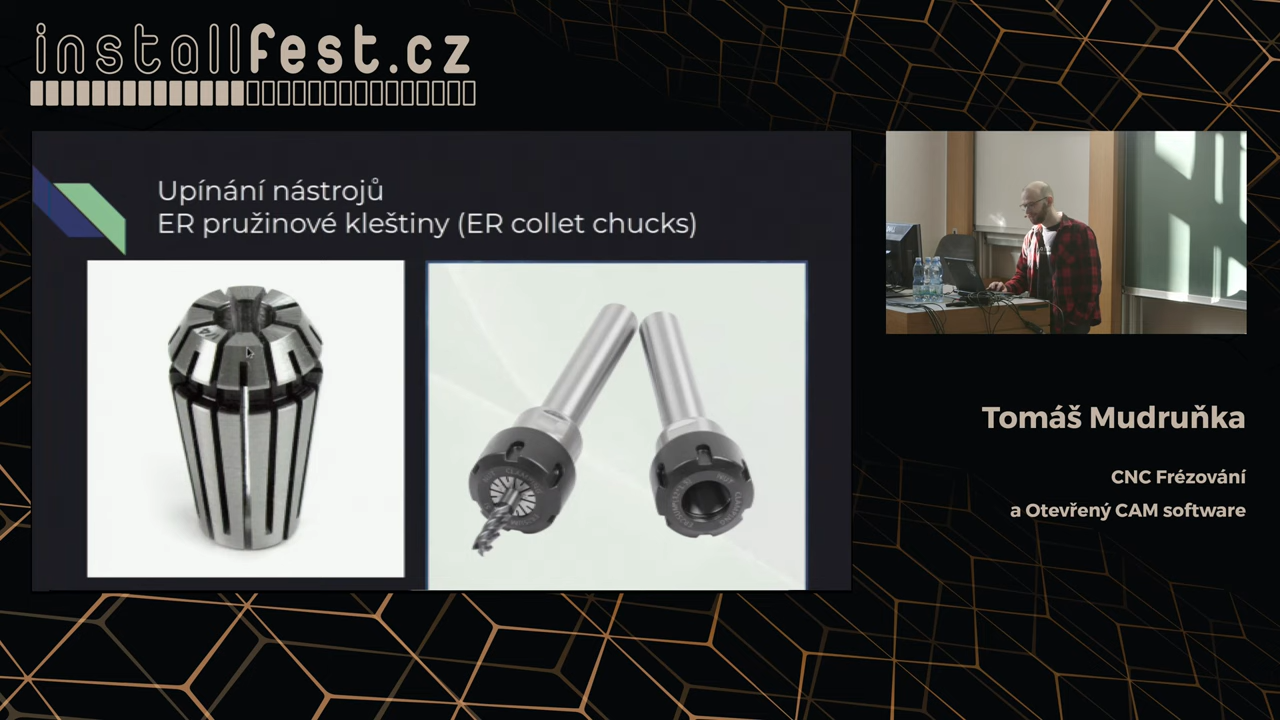 installfest.cz
Upínání nástrojů
ER pružinové kleštiny (ER collet chucks)
Tomáš Mudruňka
CNC Frézování
a Otevřený CAM software